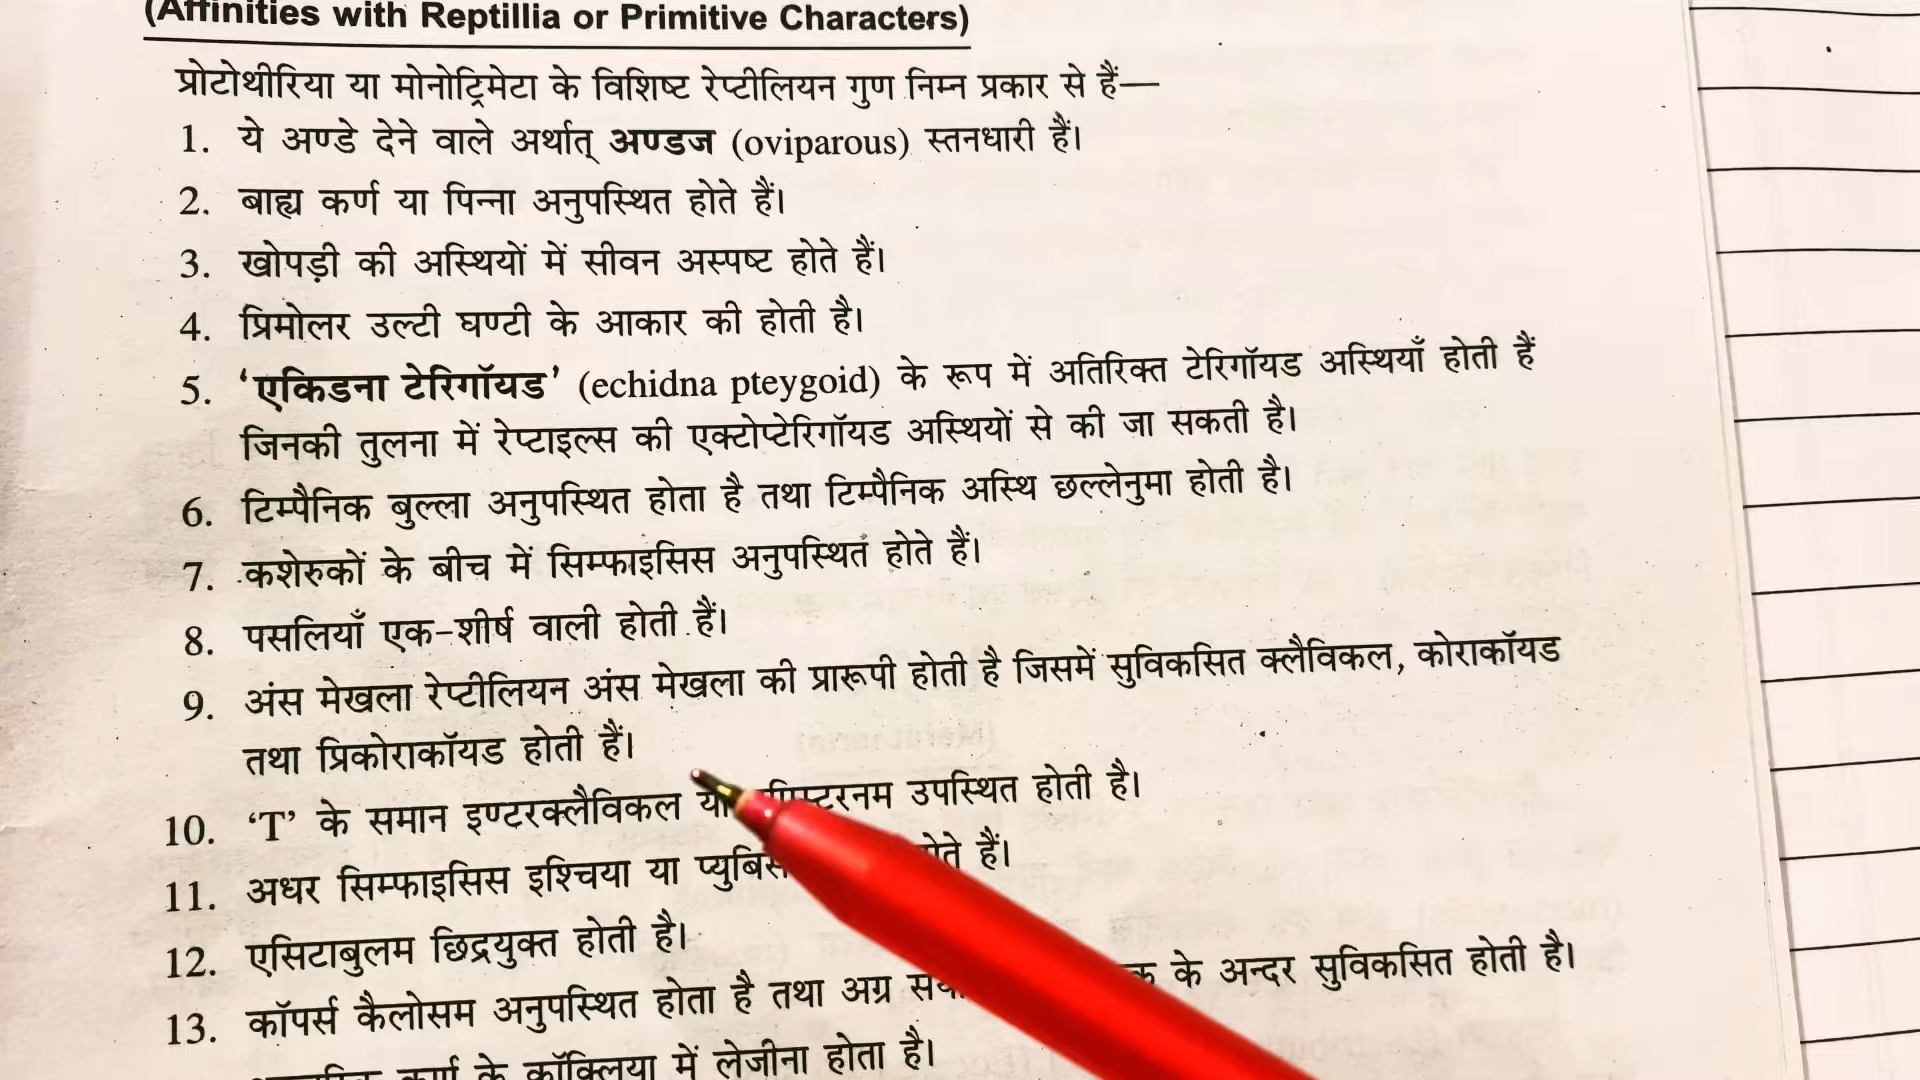 (Affinities with Reptillia or Primitive Characters)
प्रोटोथीरिया या मोनोट्रिमेटा के विशिष्ट रेप्टीलियन गुण निम्न प्रकार से हैं—
1. ये अण्डे देने वाले अर्थात् अण्डज (oviparous) स्तनधारी हैं।
2. बाह्य कर्ण या पिन्ना अनुपस्थित होते हैं।
3. खोपड़ी की अस्थियों में सीवन अस्पष्ट होते हैं।
4. प्रिमोलर उल्टी घण्टी के आकार की होती है।
5. 'एकिडना टेरिगॉयड' (echidna pteygoid) के रूप में अतिरिक्त टेरिगॉयड अस्थियाँ होती हैं
जिनकी तुलना में रेप्टाइल्स की एक्टोप्टेरिगॉयड अस्थियों से की जा सकती है।
6. टिम्पैनिक बुल्ला अनुपस्थित होता है तथा टिम्पैनिक अस्थि छल्लेनुमा होती है।
7. कशेरुकों के बीच में सिम्फाइसिस अनुपस्थित होते हैं।
8. पसलियाँ एक-शीर्ष वाली होती हैं।
9. अंस मेखला रेप्टीलियन अंस मेखला की प्रारूपी होती है जिसमें सुविकसित क्लैविकल, कोराकॉयड
तथा प्रिकोराकॉयड होती हैं।
10. 'T' के समान इण्टरक्लैविकल या उपस्थित होती है।
11. अधर सिम्फाइसिस इश्चिया या हैं।
12. एसिटाबुलम छिद्रयुक्त होती है।
13. कॉपर्स कैलोसम अनुपस्थित होता है तथा अग्र के अन्दर सुविकसित होती है।
कर्ण के कॉक्लिया में लेजीना होता है।